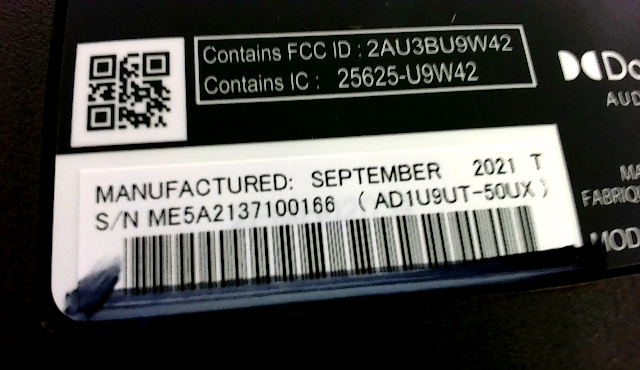 Contains FCC ID : 2AU3BU9W42
Contains IC : 25625-U9W42
MANUFACTURED: SEPTEMBER 2021 T
S/N ME5A2137100166 (AD1U9UT-50UX)